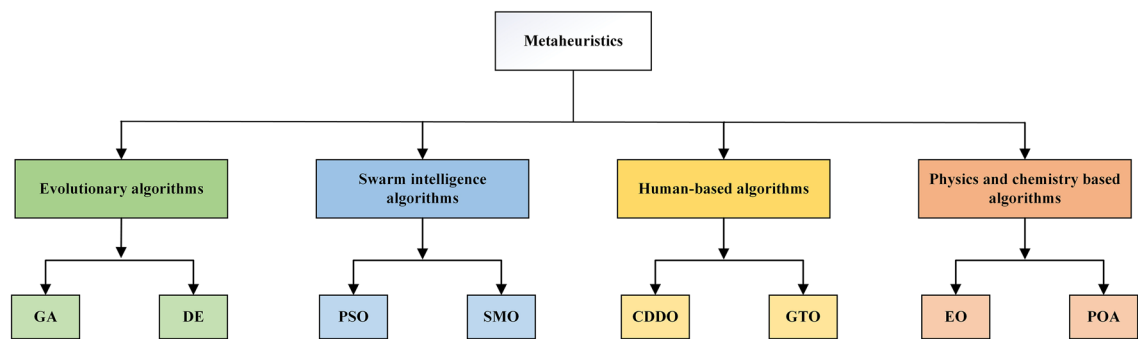 Metaheuristics
Evolutionary algorithms
Swarm intelligence
algorithms
Human-based algorithms
Physics and chemistry based
algorithms
GA
DE
PSO
SMO
CDDO
GTO
EO
POA